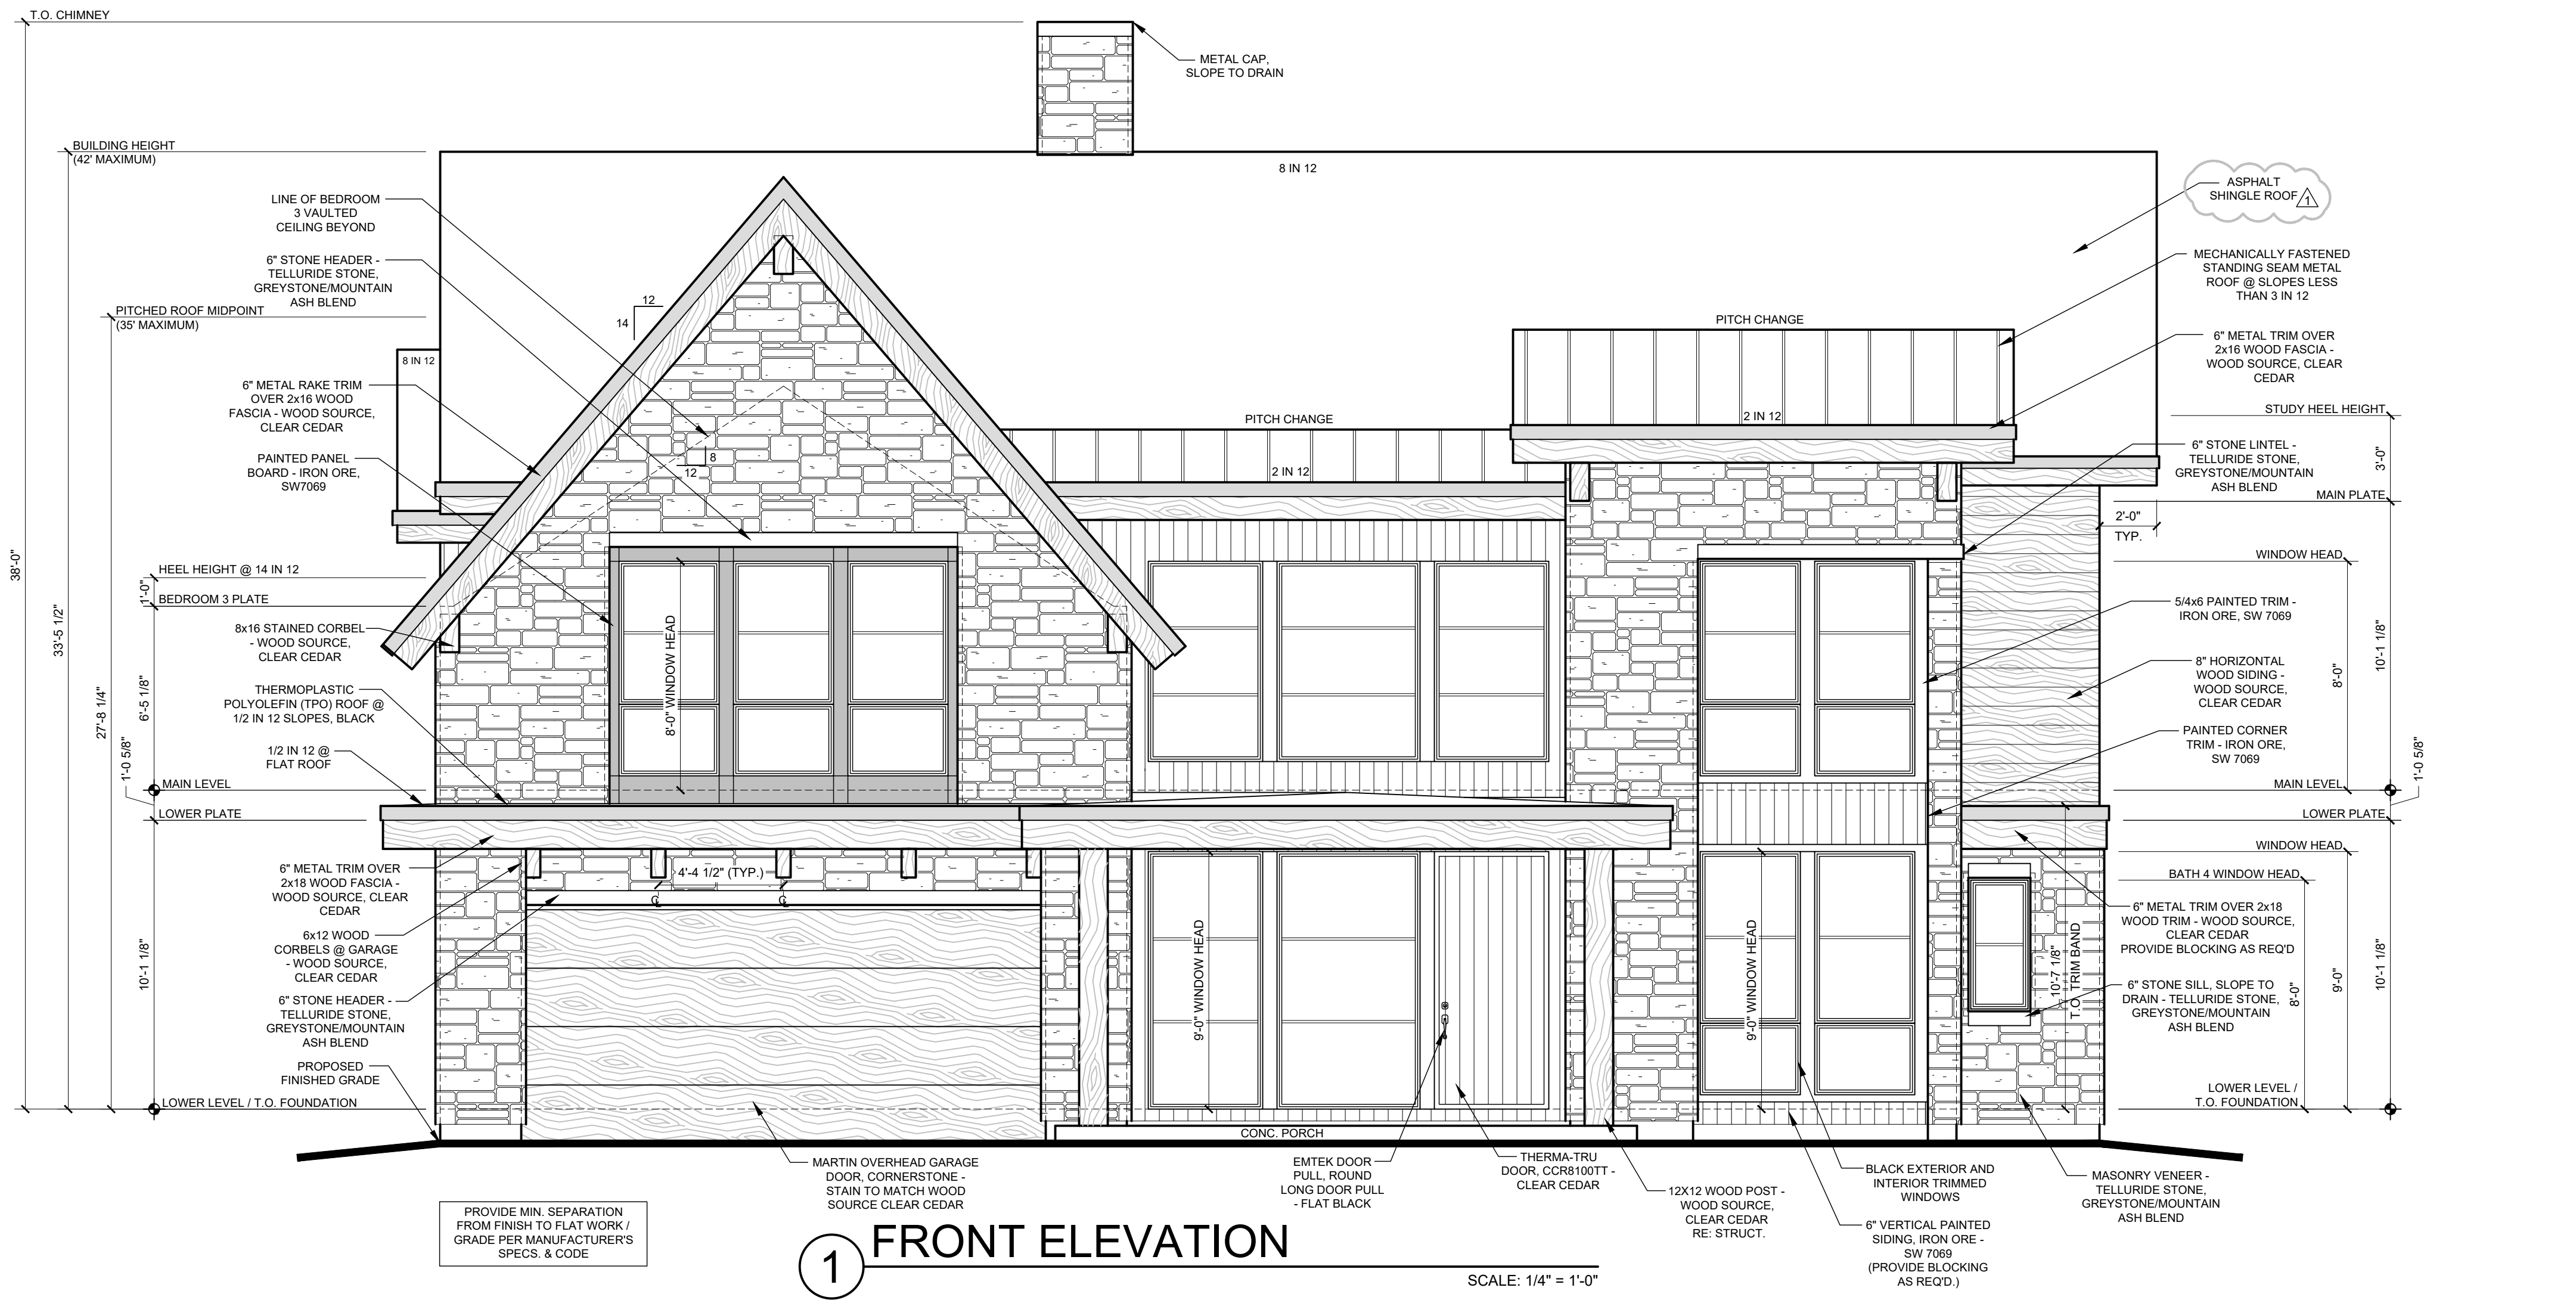 T.O. CHIMNEY
METAL CAP,
SLOPE TO DRAIN
BUILDING HEIGHT
(42' MAXIMUM)
8 IN 12
LINE OF BEDROOM
3 VAULTED
CEILING BEYOND
6" STONE HEADER -
TELLURIDE STONE,
GREYSTONE/MOUNTAIN
ASH BLEND
PITCHED ROOF MIDPOINT
(35' MAXIMUM)
12
14
8 IN 12
6" METAL RAKE TRIM
OVER 2x16 WOOD
FASCIA - WOOD SOURCE,
CLEAR CEDAR
PAINTED PANEL
BOARD - IRON ORE,
SW7069
8
12
HEEL HEIGHT @ 14 IN 12
1'-0"
BEDROOM 3 PLATE
8x16 STAINED CORBEL
- WOOD SOURCE,
CLEAR CEDAR
THERMOPLASTIC
POLYOLEFIN (TPO) ROOF @
1/2 IN 12 SLOPES, BLACK
1/2 IN 12 @
FLAT ROOF
MAIN LEVEL
LOWER PLATE
38'-0"
33'-5 1/2"
27'-8 1/4"
6'-5 1/8"
1'-0 5/8"
10'-1 1/8"
6" METAL TRIM OVER
2x18 WOOD FASCIA -
WOOD SOURCE, CLEAR
CEDAR
6x12 WOOD
CORBELS @ GARAGE
- WOOD SOURCE,
CLEAR CEDAR
6" STONE HEADER -
TELLURIDE STONE,
GREYSTONE/MOUNTAIN
ASH BLEND
PROPOSED
FINISHED GRADE
LOWER LEVEL / T.O. FOUNDATION
8'-0" WINDOW HEAD
4'-4 1/2" (TYP.)
℄
℄
PITCH CHANGE
2 IN 12
PITCH CHANGE
2 IN 12
9'-0" WINDOW HEAD
9'-0" WINDOW HEAD
10'-7 1/8"
T.O. TRIM BAND
CONC. PORCH
ASPHALT
SHINGLE ROOF
1
MECHANICALLY FASTENED
STANDING SEAM METAL
ROOF @ SLOPES LESS
THAN 3 IN 12
6" METAL TRIM OVER
2x16 WOOD FASCIA -
WOOD SOURCE, CLEAR
CEDAR
STUDY HEEL HEIGHT
6" STONE LINTEL -
TELLURIDE STONE,
GREYSTONE/MOUNTAIN
ASH BLEND
3'-0"
MAIN PLATE
2'-0"
TYP.
WINDOW HEAD
5/4x6 PAINTED TRIM -
IRON ORE, SW 7069
8" HORIZONTAL
WOOD SIDING -
WOOD SOURCE,
CLEAR CEDAR
8'-0"
10'-1 1/8"
PAINTED CORNER
TRIM - IRON ORE,
SW 7069
1'-0 5/8"
MAIN LEVEL
LOWER PLATE
WINDOW HEAD
BATH 4 WINDOW HEAD
6" METAL TRIM OVER 2x18
WOOD TRIM - WOOD SOURCE,
CLEAR CEDAR
PROVIDE BLOCKING AS REQ'D
6" STONE SILL, SLOPE TO
DRAIN - TELLURIDE STONE,
GREYSTONE/MOUNTAIN
ASH BLEND
8'-0"
9'-0"
10'-1 1/8"
LOWER LEVEL /
T.O. FOUNDATION
MARTIN OVERHEAD GARAGE
DOOR, CORNERSTONE -
STAIN TO MATCH WOOD
SOURCE CLEAR CEDAR
EMTEK DOOR
PULL, ROUND
LONG DOOR PULL
- FLAT BLACK
THERMA-TRU
DOOR, CCR8100TT -
CLEAR CEDAR
12X12 WOOD POST -
WOOD SOURCE,
CLEAR CEDAR
RE: STRUCT.
BLACK EXTERIOR AND
INTERIOR TRIMMED
WINDOWS
6" VERTICAL PAINTED
SIDING, IRON ORE -
SW 7069
(PROVIDE BLOCKING
AS REQ'D.)
MASONRY VENEER -
TELLURIDE STONE,
GREYSTONE/MOUNTAIN
ASH BLEND
PROVIDE MIN. SEPARATION
FROM FINISH TO FLAT WORK /
GRADE PER MANUFACTURER'S
SPECS. & CODE
1
FRONT ELEVATION
SCALE: 1/4" = 1'-0"